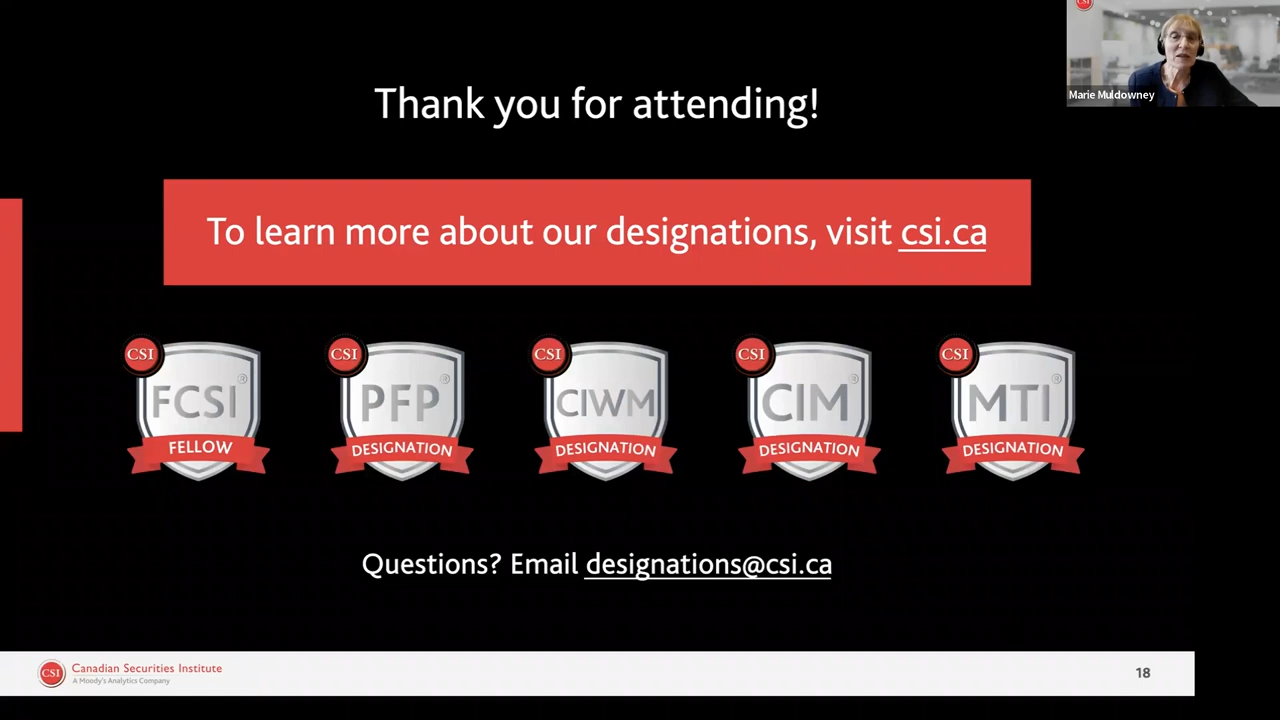 CSI
Marie Muldowney
Thank you for attending!
To learn more about our designations, visit csi.ca
CSI
FCSI®
FELLOW
CSI
PFP®
DESIGNATION
CSI
CIWM
DESIGNATION
CSI
CIM®
DESIGNATION
CSI
MTI®
DESIGNATION
Questions? Email designations@csi.ca
CSI
Canadian Securities Institute
A Moody's Analytics Company
18